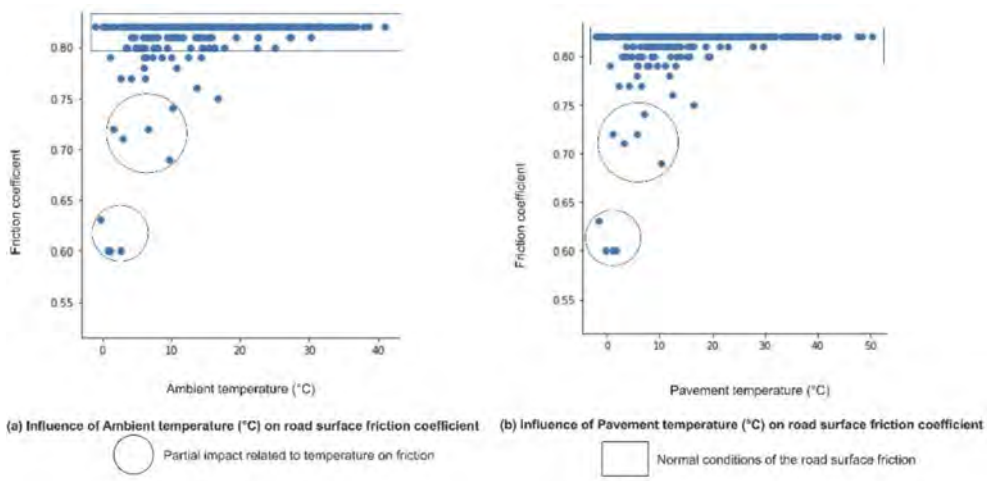 0.80
0.75
0.70
0.65
0.60
0.55
Friction coefficient
0 10 20 30 40
Ambient temperature (°C)
(a) Influence of Ambient temperature (°C) on road surface friction coefficient
Partial impact related to temperature on friction
0.80
0.75
0.70
0.65
0.60
0.55
Friction coefficient
0 10 20 30 40 50
Pavement temperature (°C)
(b) Influence of Pavement temperature (°C) on road surface friction coefficient
Normal conditions of the road surface friction